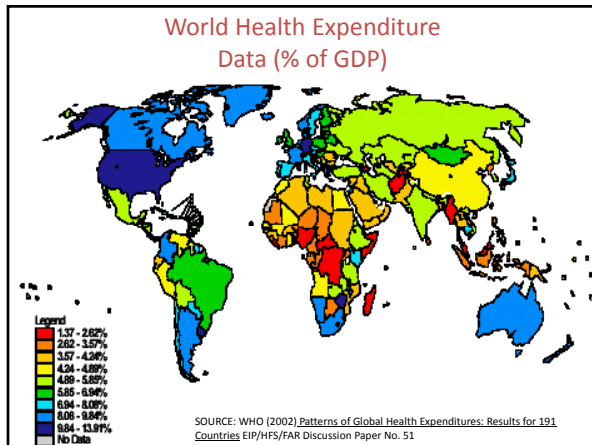 World Health Expenditure
Data (% of GDP)
Legend
1.37 - 2.62%
2.62 - 3.57%
3.57 - 4.24%
4.24 - 4.89%
4.89 - 5.85%
5.85 - 6.94%
6.94 - 8.08%
8.08 - 9.84%
9.84 - 13.91%
No Data
SOURCE: WHO (2002) Patterns of Global Health Expenditures: Results for 191
Countries EIP/HFS/FAR Discussion Paper No. 51